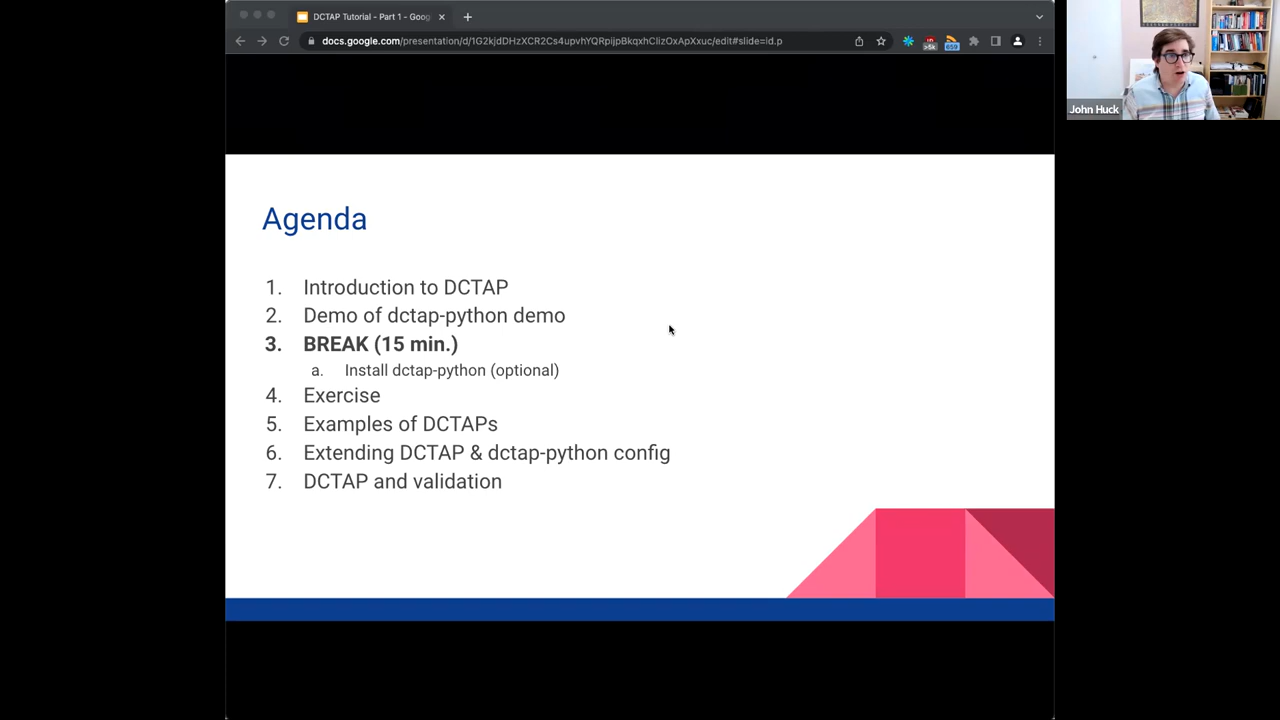 DCTAP Tutorial - Part 1 - Goog
docs.google.com/presentation/d/1G2kjdDHzXCR2Cs4upvhYQRpijpBkqxhClizOxApXxuc/edit#slide=id.p
>5k
659
John Huck
Agenda
1. Introduction to DCTAP
2. Demo of dctap-python demo
3. BREAK (15 min.)
a. Install dctap-python (optional)
4. Exercise
5. Examples of DCTAPs
6. Extending DCTAP & dctap-python config
7. DCTAP and validation